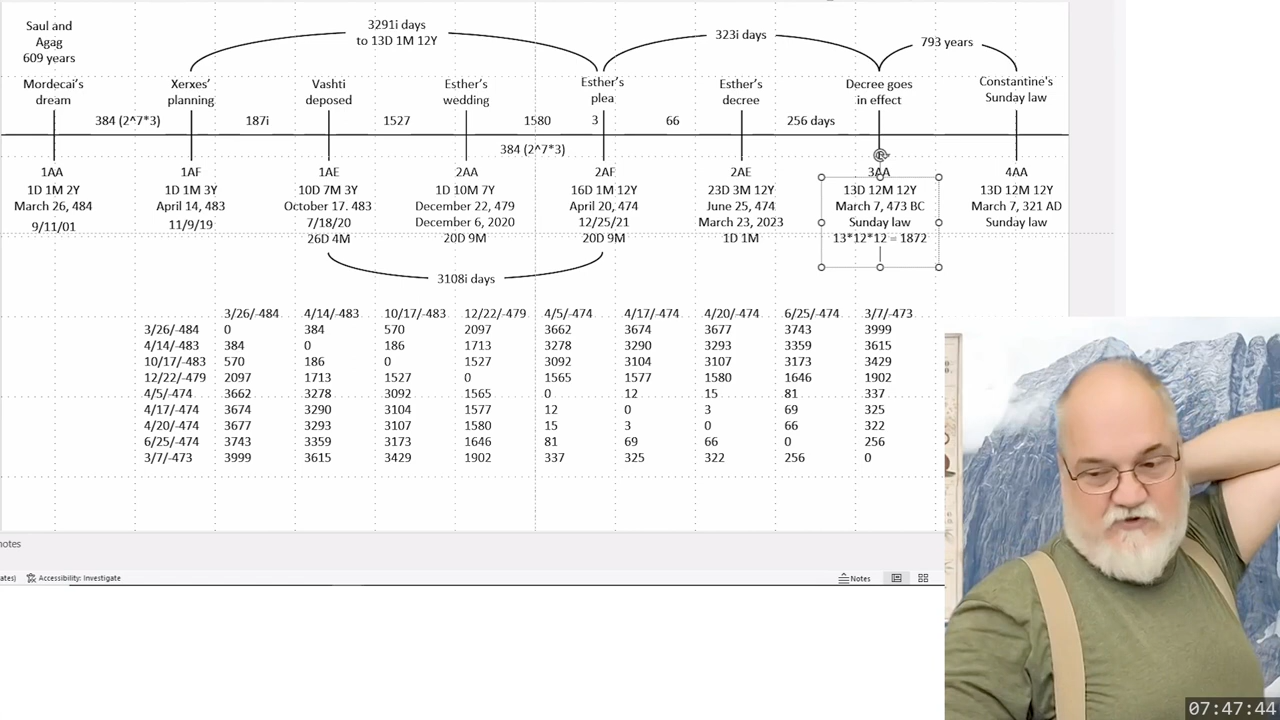 Saul and
Agag
609 years
3291i days
to 13D 1M 12Y
323i days
793 years
Mordecai's
dream
Xerxes'
planning
Vashti
deposed
Esther's
wedding
Esther's
plea
Esther's
decree
Decree goes
in effect
Constantine's
Sunday law
384 (2^7*3)
187i
1527
1580
3
66
256 days
384 (2^7*3)
1AA
1D 1M 2Y
March 26, 484
9/11/01
1AF
1D 1M 3Y
April 14, 483
11/9/19
1AE
10D 7M 3Y
October 17. 483
7/18/20
26D 4M
2AA
1D 10M 7Y
December 22, 479
December 6, 2020
20D 9M
2AF
16D 1M 12Y
April 20, 474
12/25/21
20D 9M
2AE
23D 3M 12Y
June 25, 474
March 23, 2023
1D 1M
3AA
13D 12M 12Y
March 7, 473 BC
Sunday law
13*12*12 = 1872
4AA
13D 12M 12Y
March 7, 321 AD
Sunday law
3108i days
3/26/-484 4/14/-483 10/17/-483 12/22/-479 4/5/-474 4/17/-474 4/20/-474 6/25/-474 3/7/-473
3/26/-484 0 384 570 2097 3662 3674 3677 3743 3999
4/14/-483 384 0 186 1713 3278 3290 3293 3359 3615
10/17/-483 570 186 0 1527 3092 3104 3107 3173 3429
12/22/-479 2097 1713 1527 0 1565 1577 1580 1646 1902
4/5/-474 3662 3278 3092 1565 0 12 15 81 337
4/17/-474 3674 3290 3104 1577 12 0 3 69 325
4/20/-474 3677 3293 3107 1580 15 3 0 66 322
6/25/-474 3743 3359 3173 1646 81 69 66 0 256
3/7/-473 3999 3615 3429 1902 337 325 322 256 0
notes
ates) Accessibility: Investigate
Notes
07:47:44